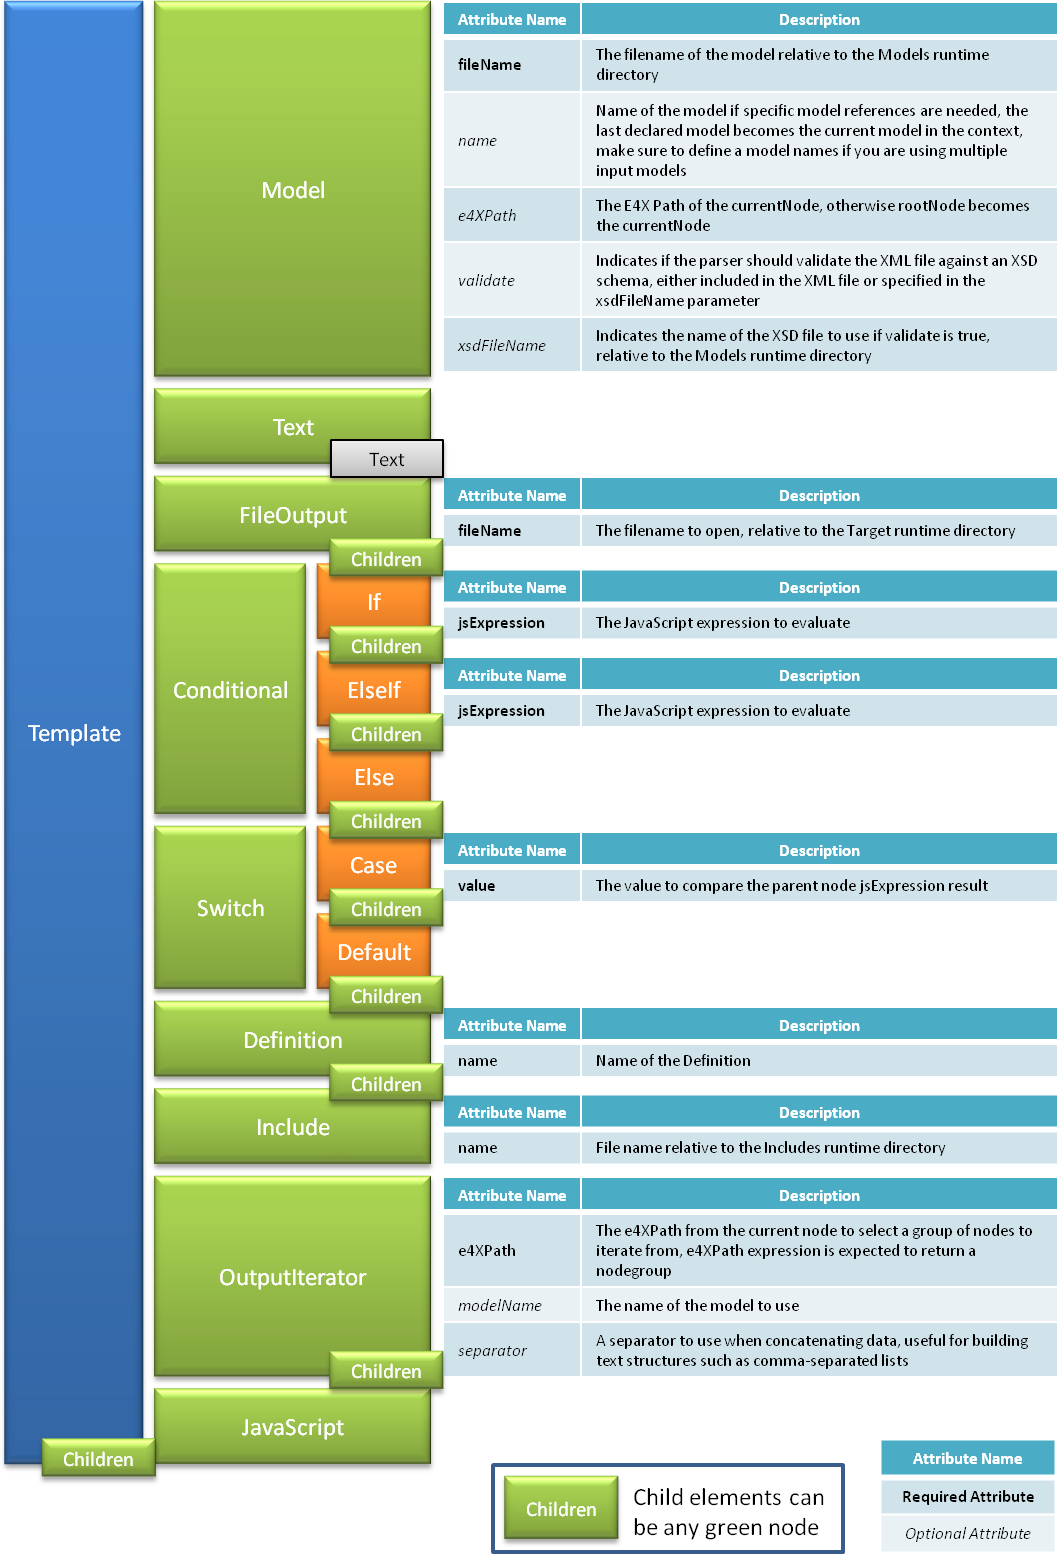 Template
Children
Model
Attribute Name Description
fileName The filename of the model relative to the Models runtime
directory
name Name of the model if specific model references are needed, the
last declared model becomes the current model in the context,
make sure to define a model names if you are using multiple
input models
e4XPath The E4X Path of the currentNode, otherwise rootNode becomes
the currentNode
validate Indicates if the parser should validate the XML file against an XSD
schema, either included in the XML file or specified in the
xsdFileName parameter
xsdFileName Indicates the name of the XSD file to use if validate is true,
relative to the Models runtime directory
Text
Text
FileOutput
Children
Attribute Name Description
fileName The filename to open, relative to the Target runtime directory
Conditional
If
Children
Attribute Name Description
jsExpression The JavaScript expression to evaluate
ElseIf
Children
Attribute Name Description
jsExpression The JavaScript expression to evaluate
Else
Children
Switch
Case
Children
Attribute Name Description
value The value to compare the parent node jsExpression result
Default
Children
Definition
Children
Attribute Name Description
name Name of the Definition
Include
Attribute Name Description
name File name relative to the Includes runtime directory
OutputIterator
Children
Attribute Name Description
e4XPath The e4XPath from the current node to select a group of nodes to
iterate from, e4XPath expression is expected to return a
nodegroup
modelName The name of the model to use
separator A separator to use when concatenating data, useful for building
text structures such as comma-separated lists
JavaScript
Children
Child elements can
be any green node
Attribute Name
Required Attribute
Optional Attribute